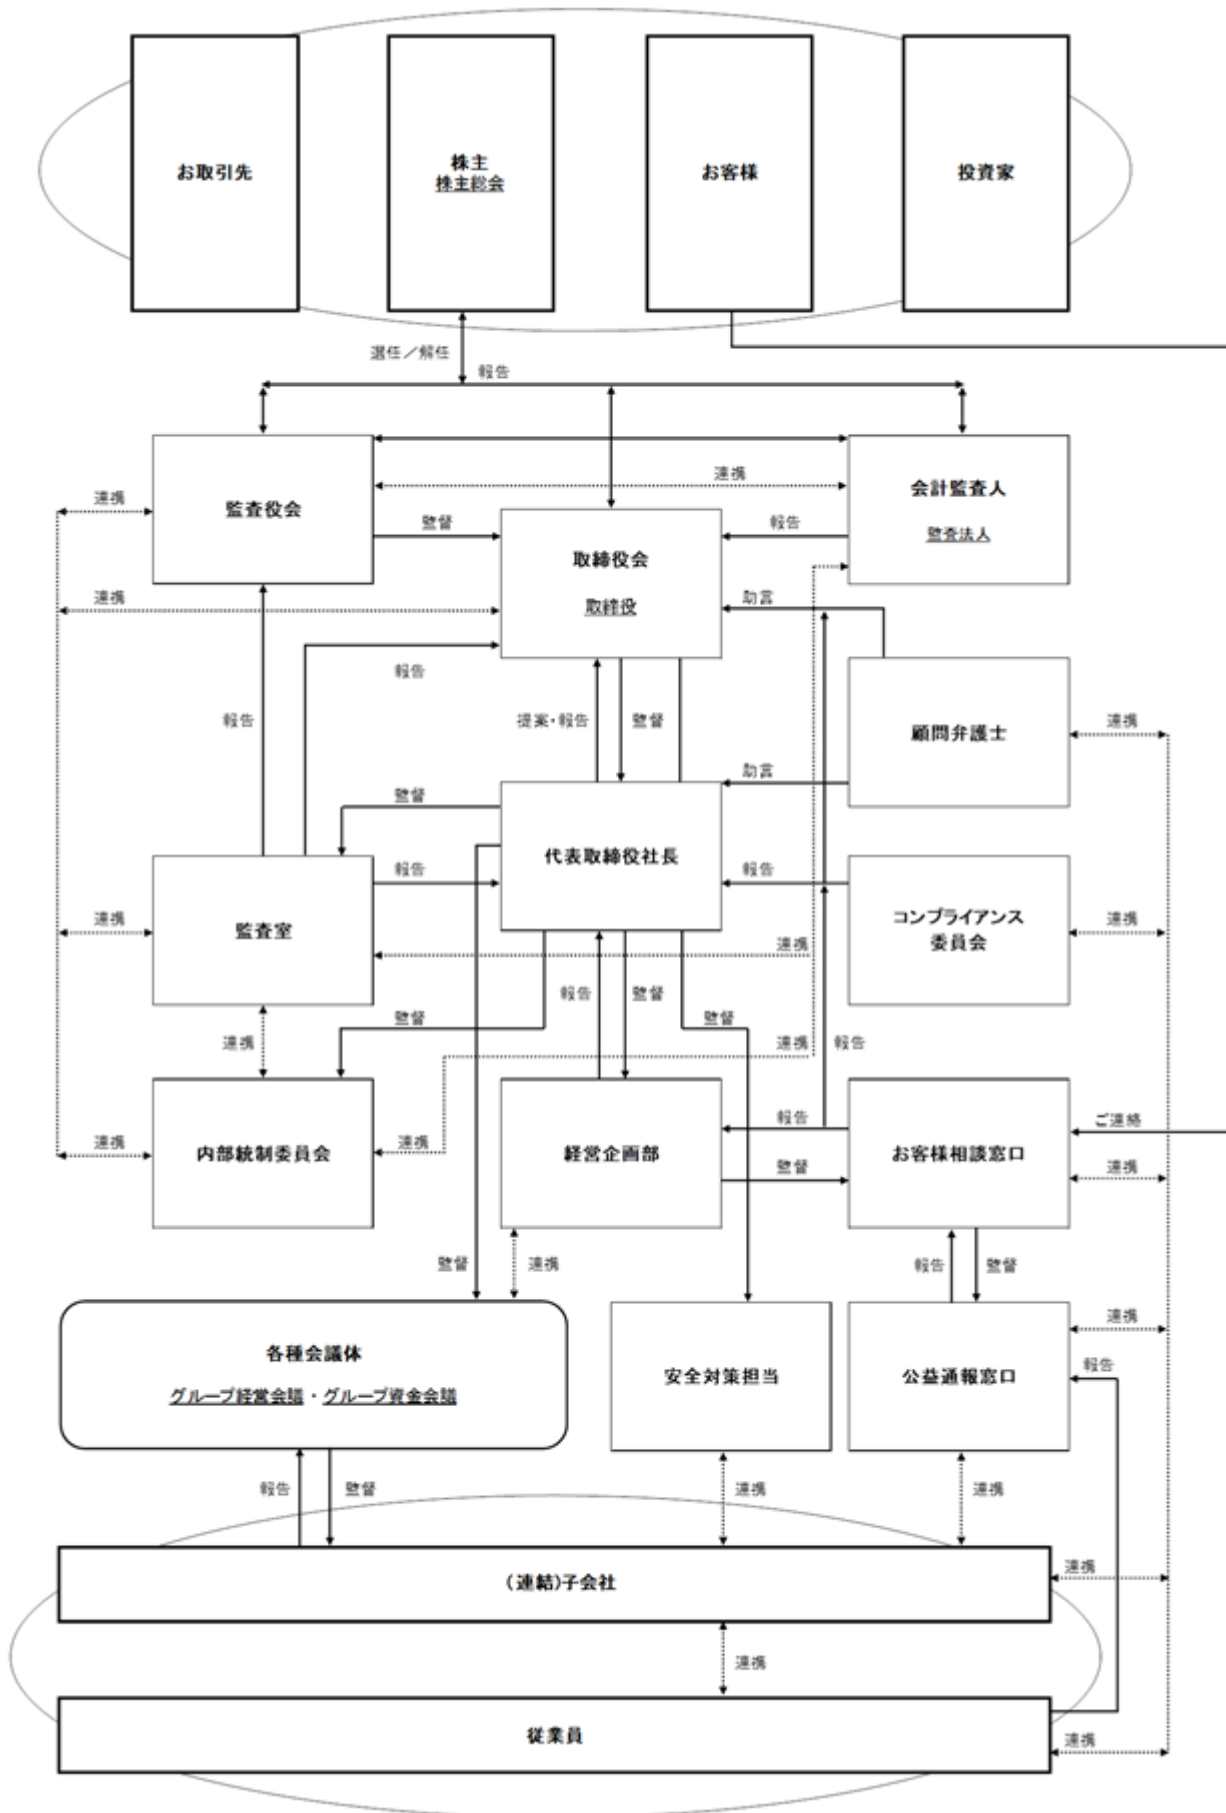 お取引先
株主
株主総会
お客様
投資家
選任／解任
報告
連携
監査役会
監督
連携
報告
会計監査人
監査法人
取締役会
取締役
連携
報告
助言
報告
提案・報告
監督
顧問弁護士
連携
監督
助言
代表取締役社長
報告
報告
連携
監査室
コンプライアンス
委員会
連携
連携
報告
監督
監督
監督
連携
連携
報告
連携
内部統制委員会
連携
経営企画部
報告
監督
お客様相談窓口
ご連絡
連携
監督
連携
報告
監督
各種会議体
グループ経営会議・グループ資金会議
安全対策担当
公益通報窓口
連携
報告
報告
監督
連携
連携
（連結）子会社
連携
連携
従業員
連携